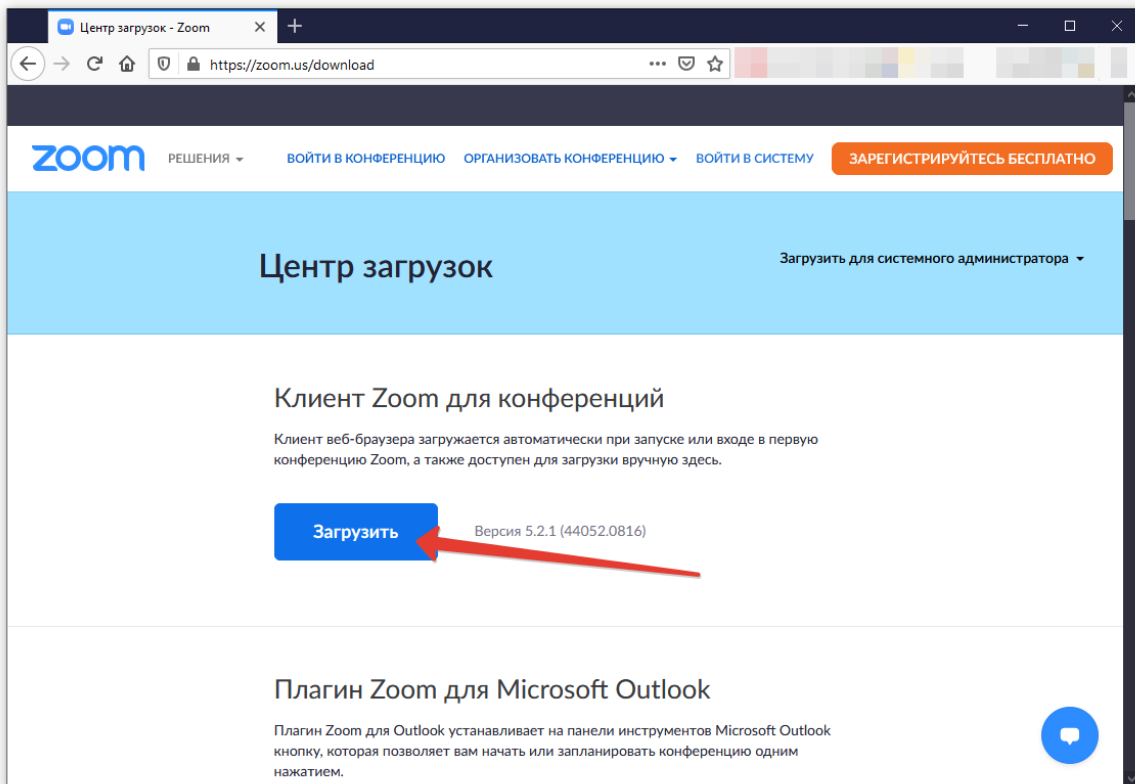 Центр загрузок - Zoom
https://zoom.us/download
zoom РЕШЕНИЯ ВОЙТИ В КОНФЕРЕНЦИЮ ОРГАНИЗОВАТЬ КОНФЕРЕНЦИЮ ВОЙТИ В СИСТЕМУ ЗАРЕГИСТРИРУЙТЕСЬ БЕСПЛАТНО
Центр загрузок
Загрузить для системного администратора
Клиент Zoom для конференций
Клиент веб-браузера загружается автоматически при запуске или входе в первую
конференцию Zoom, а также доступен для загрузки вручную здесь.
Загрузить Версия 5.2.1 (44052.0816)
Плагин Zoom для Microsoft Outlook
Плагин Zoom для Outlook устанавливает на панели инструментов Microsoft Outlook
кнопку, которая позволяет вам начать или запланировать конференцию одним
нажатием.